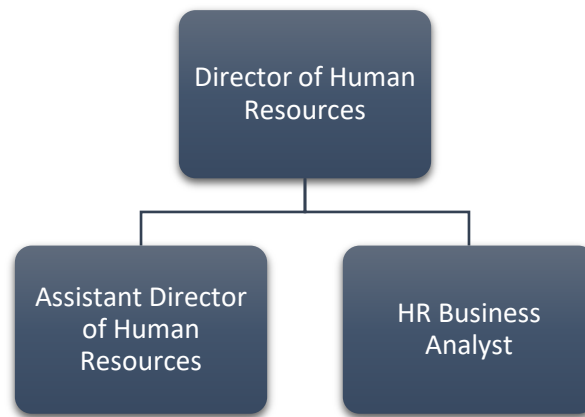 Director of Human
Resources
Assistant Director
of Human
Resources
HR Business
Analyst